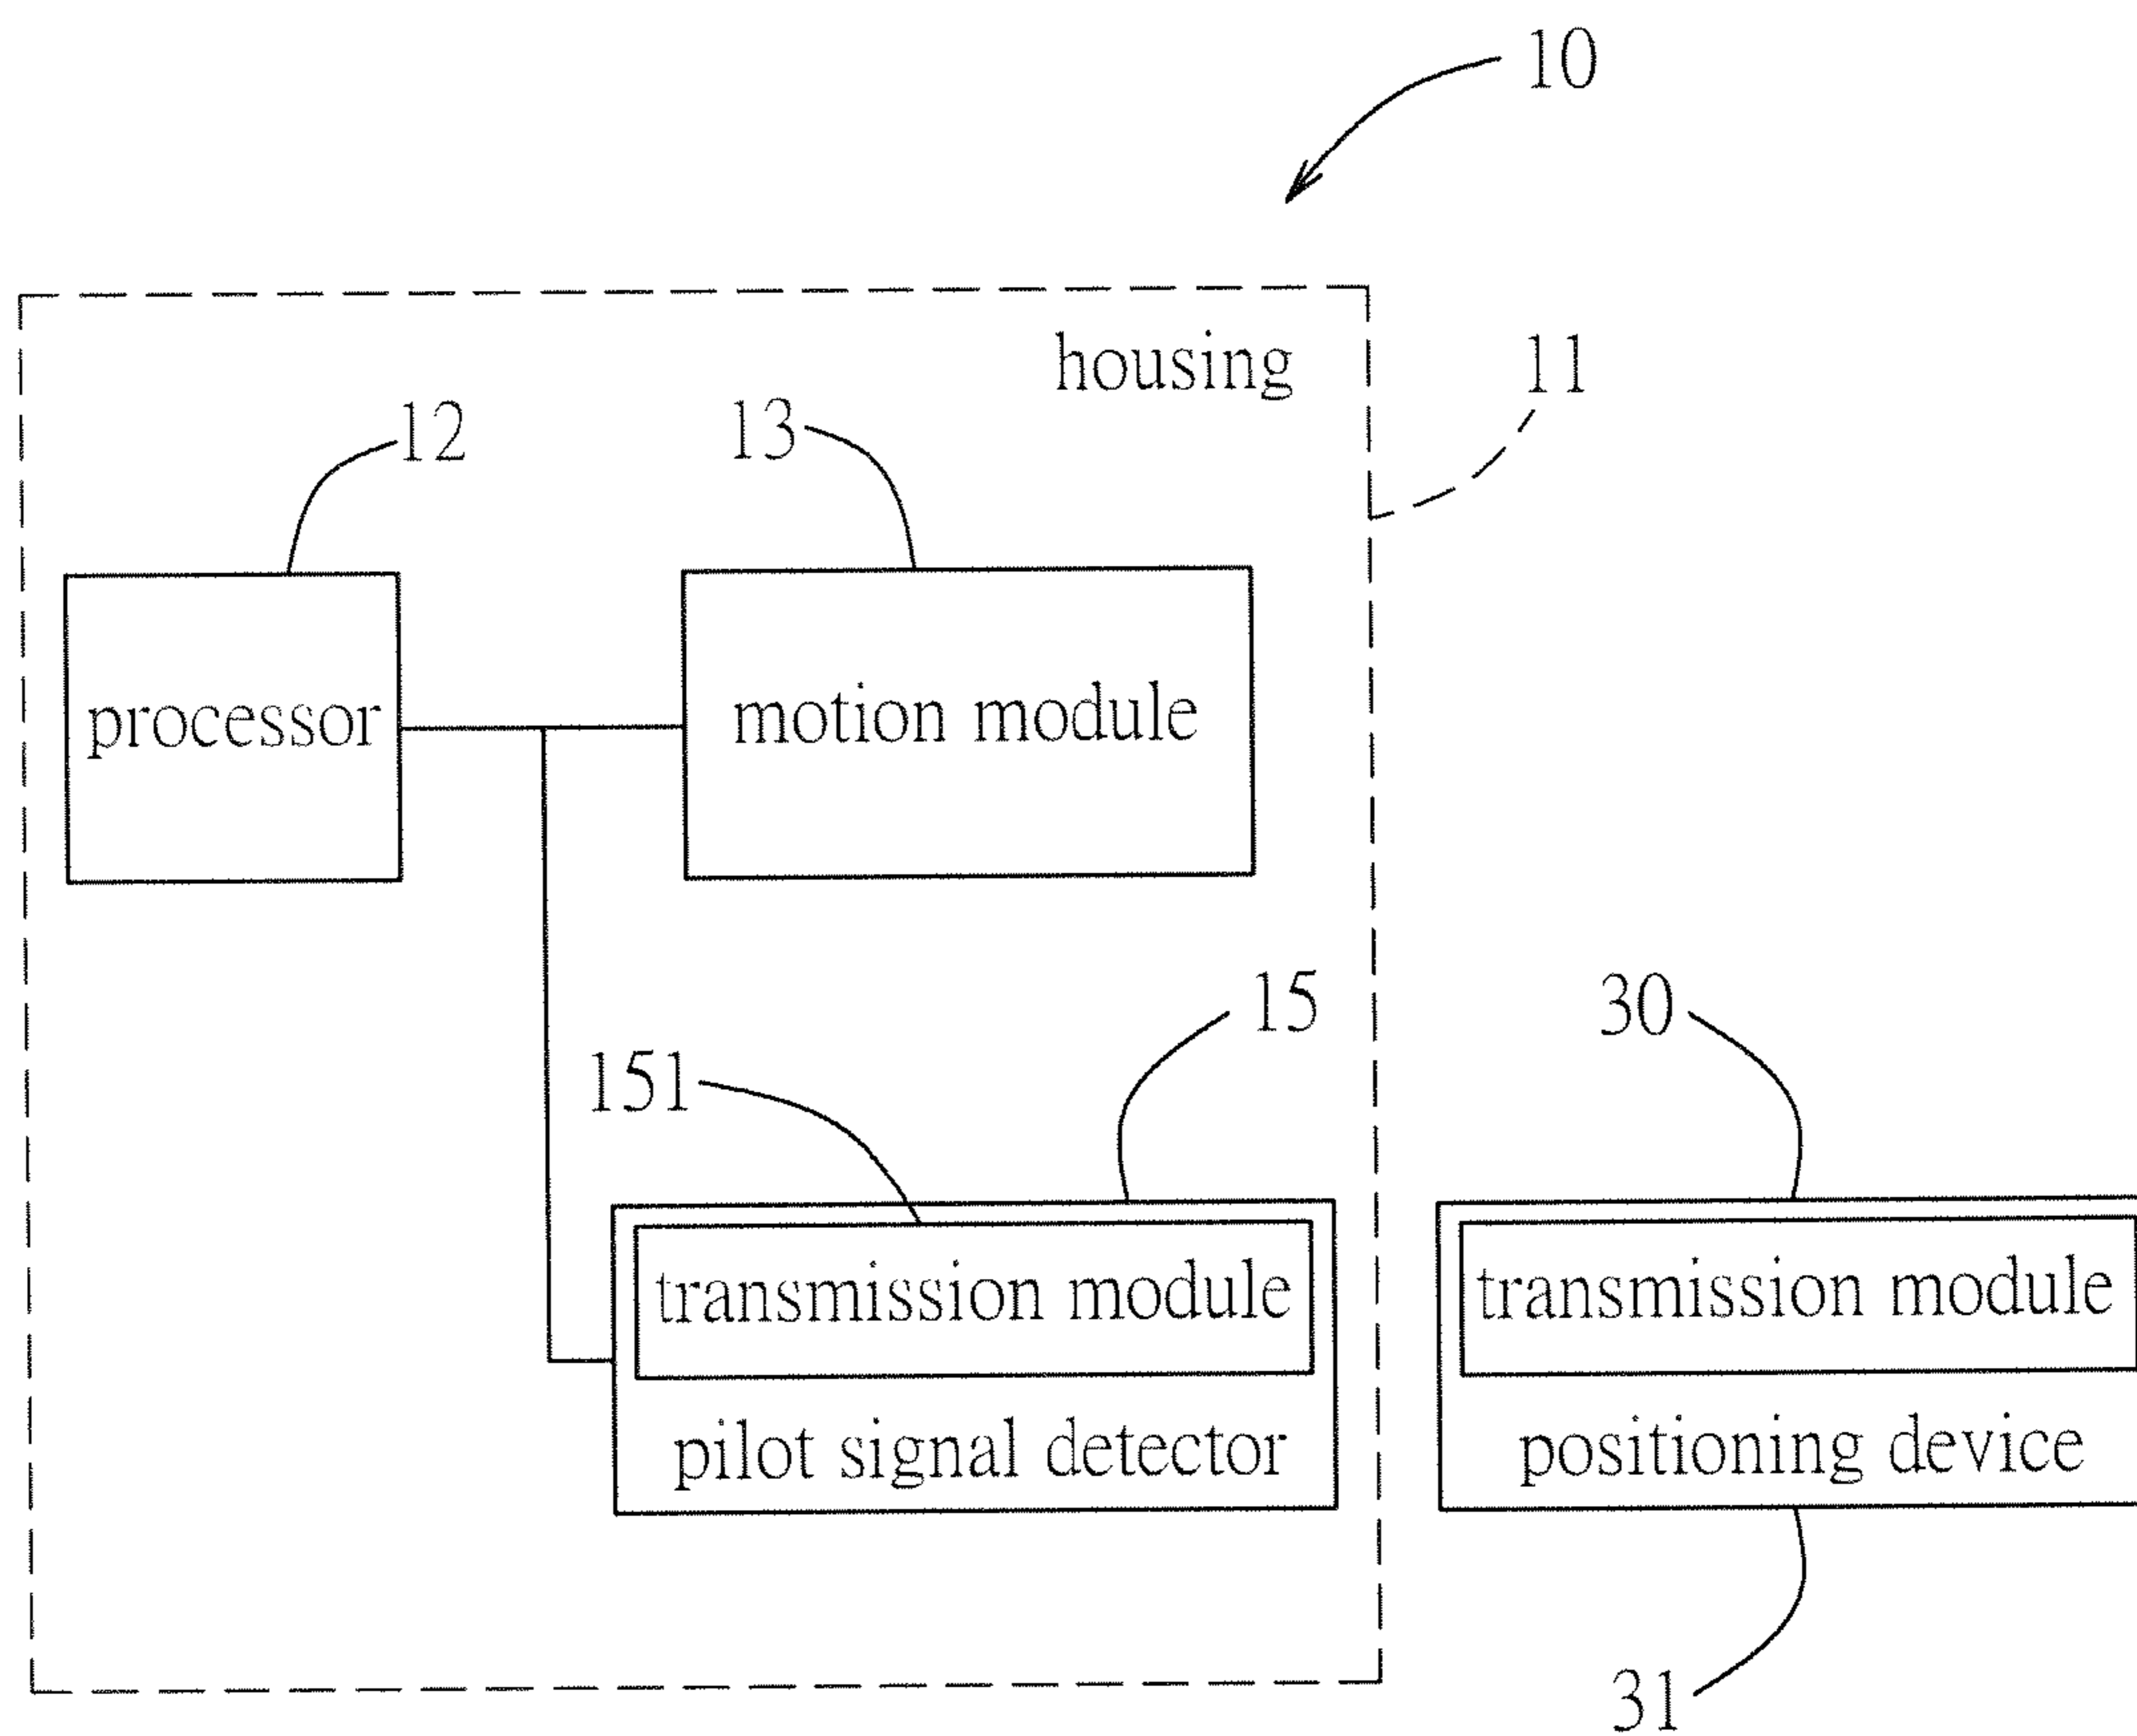 10
housing
11
12
13
processor
motion module
15
30
151
transmission module
transmission module
pilot signal detector
positioning device
31